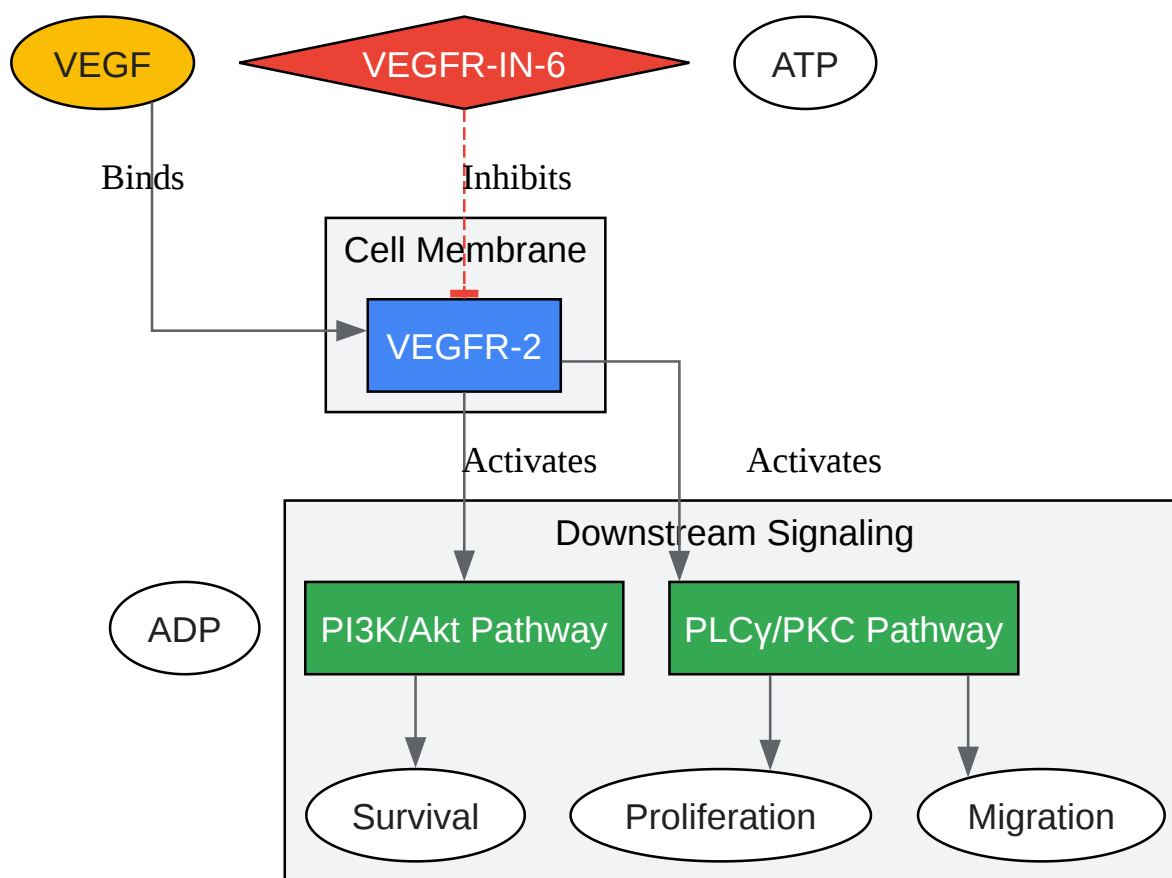 VEGF
VEGFR-IN-6
ATP
Binds
Inhibits
Cell Membrane
VEGFR-2
Activates
Activates
Downstream Signaling
ADP
PI3K/Akt Pathway
PLCγ/PKC Pathway
Survival
Proliferation
Migration